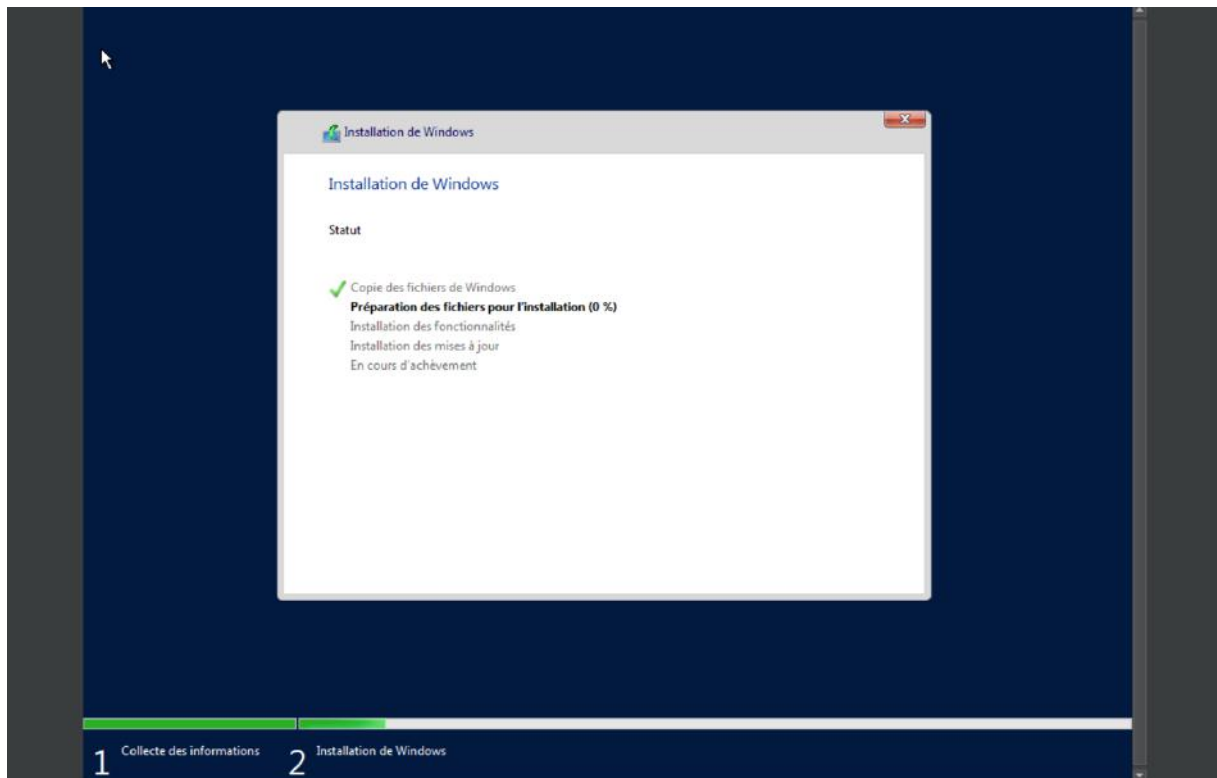 Installation de Windows
Installation de Windows
Statut
Copie des fichiers de Windows
Préparation des fichiers pour l'installation (0 %)
Installation des fonctionnalités
Installation des mises à jour
En cours d'achèvement
1 Collecte des informations 2 Installation de Windows